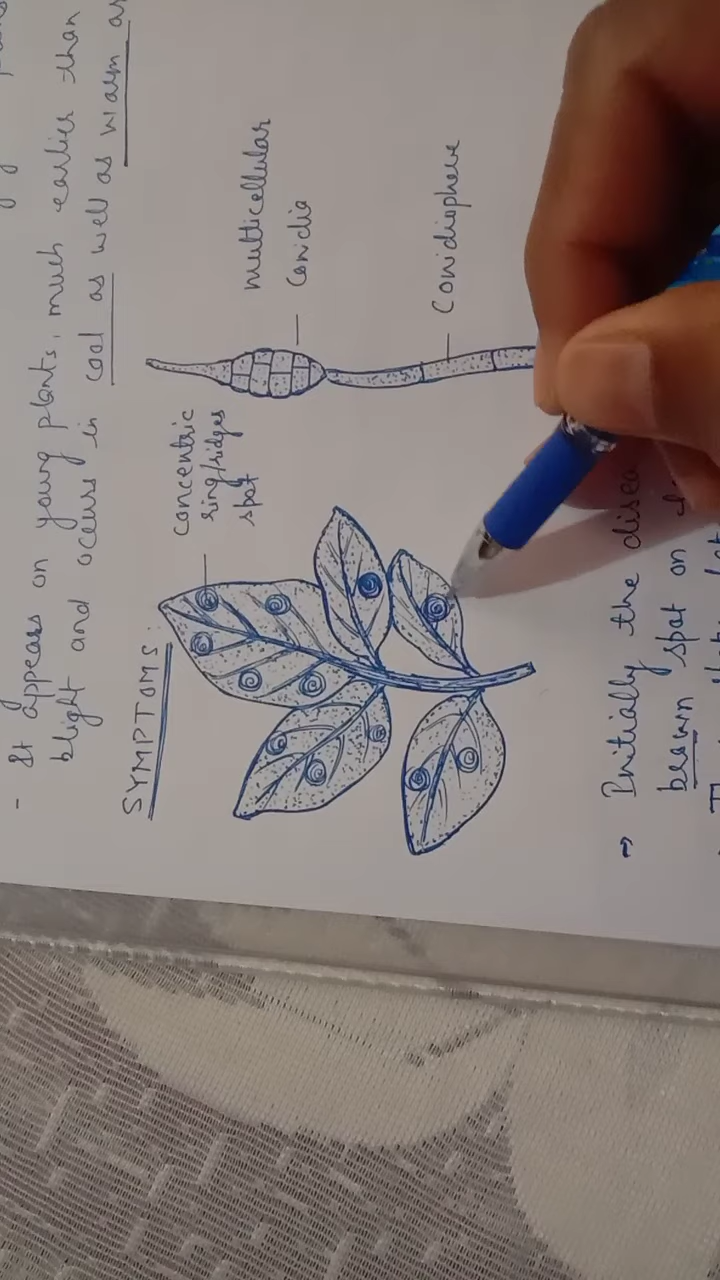 - It appears on young plants, much earlier than
blight and occurs in cool as well as warm
SYMPTOMS:
concentric
ring/ridges
spot
multicellular
Conidia
Conidiophore
→ Initially the disea
brown spot on